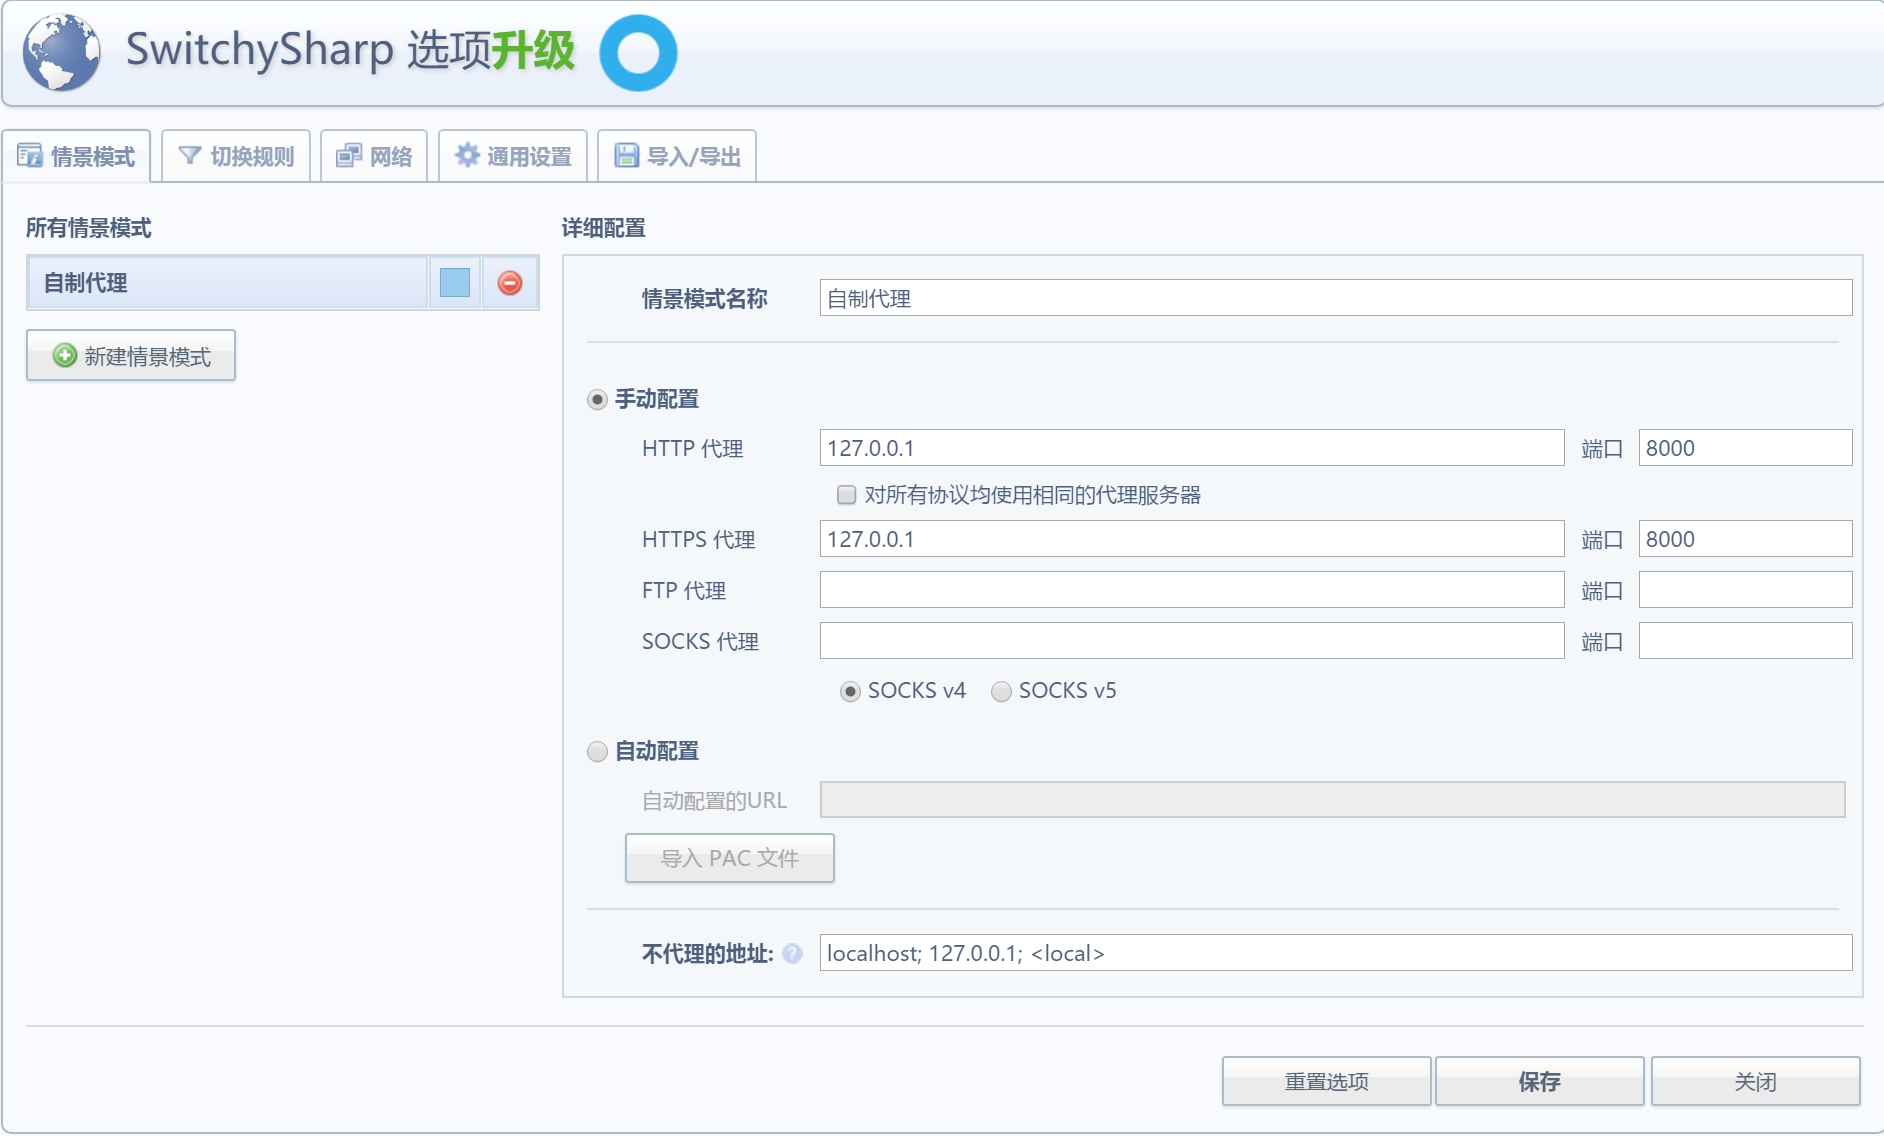 SwitchySharp 选项升级
情景模式 切换规则 网络 通用设置 导入/导出
所有情景模式
自制代理
新建情景模式
详细配置
情景模式名称 自制代理
手动配置
HTTP 代理 127.0.0.1 端口 8000
对所有协议均使用相同的代理服务器
HTTPS 代理 127.0.0.1 端口 8000
FTP 代理 端口
SOCKS 代理 端口
SOCKS v4 SOCKS v5
自动配置
自动配置的URL
导入 PAC 文件
不代理的地址: ? localhost; 127.0.0.1; <local>
重置选项 保存 关闭